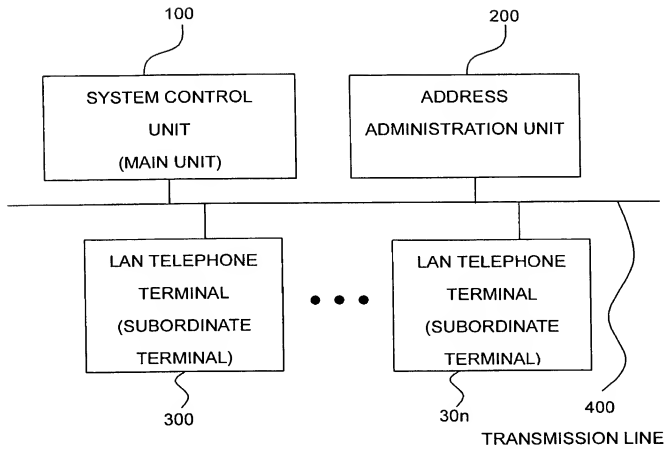 100
200
SYSTEM CONTROL
UNIT
(MAIN UNIT)
ADDRESS
ADMINISTRATION UNIT
LAN TELEPHONE
TERMINAL
(SUBORDINATE
TERMINAL)
LAN TELEPHONE
TERMINAL
(SUBORDINATE
TERMINAL)
300
30n
400
TRANSMISSION LINE